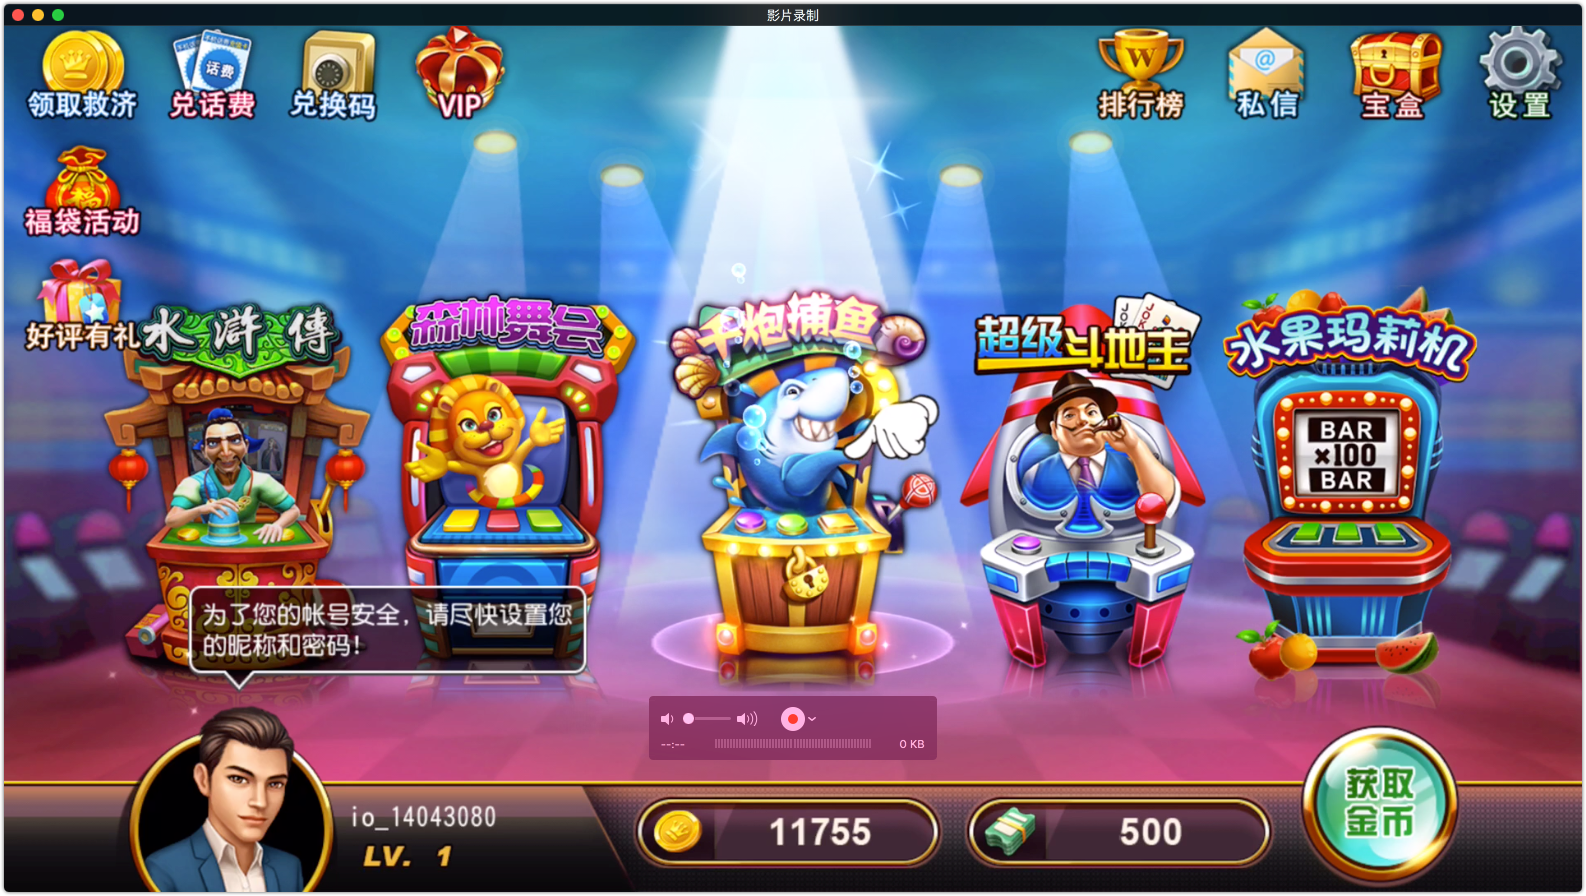 影片录制
领取救济
话费
兑话费
兑换码
VIP
W
排行榜
@
私信
宝盒
设置
福
福袋活动
好评有礼
水浒傳
森林舞会
千炮捕鱼
J
J
超级斗地主
水果玛莉机
BAR
×100
BAR
为了您的帐号安全，请尽快设置您
的昵称和密码！
--:--
0 KB
io_14043080
LV. 1
11755
500
获取
金币